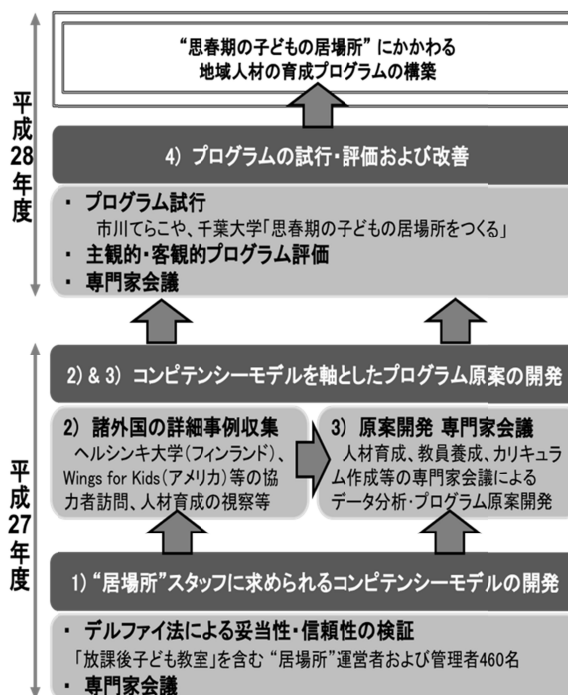 “思春期の子どもの居場所”にかかわる
地域人材の育成プログラムの構築
平成28年度
4) プログラムの試行・評価および改善
・ プログラム試行
市川てらこや、千葉大学「思春期の子どもの居場所をつくる」
・ 主観的・客観的プログラム評価
・ 専門家会議
平成27年度
2) & 3) コンピテンシーモデルを軸としたプログラム原案の開発
2) 諸外国の詳細事例収集
ヘルシンキ大学(フィンランド)、
Wings for Kids(アメリカ)等の協
力者訪問、人材育成の視察等
3) 原案開発 専門家会議
人材育成、教員養成、カリキュラ
ム作成等の専門家会議による
データ分析・プログラム原案開発
1) “居場所”スタッフに求められるコンピテンシーモデルの開発
・ デルファイ法による妥当性・信頼性の検証
「放課後子ども教室」を含む “居場所”運営者および管理者460名
・ 専門家会議